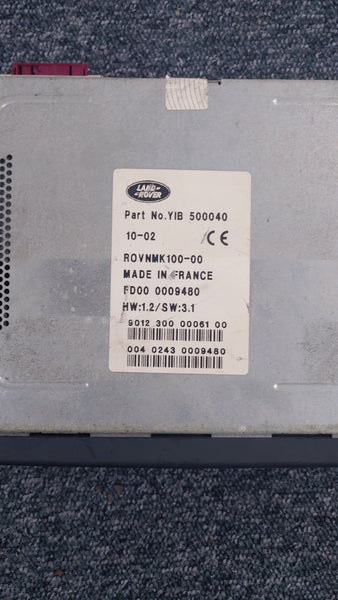 LAND-
ROVER
Part No.YIB 500040
10-02 CE
ROVNMK100-00
MADE IN FRANCE
FD00 0009480
HW:1.2/SW:3.1
9012 300 00061 00
004 0243 0009480